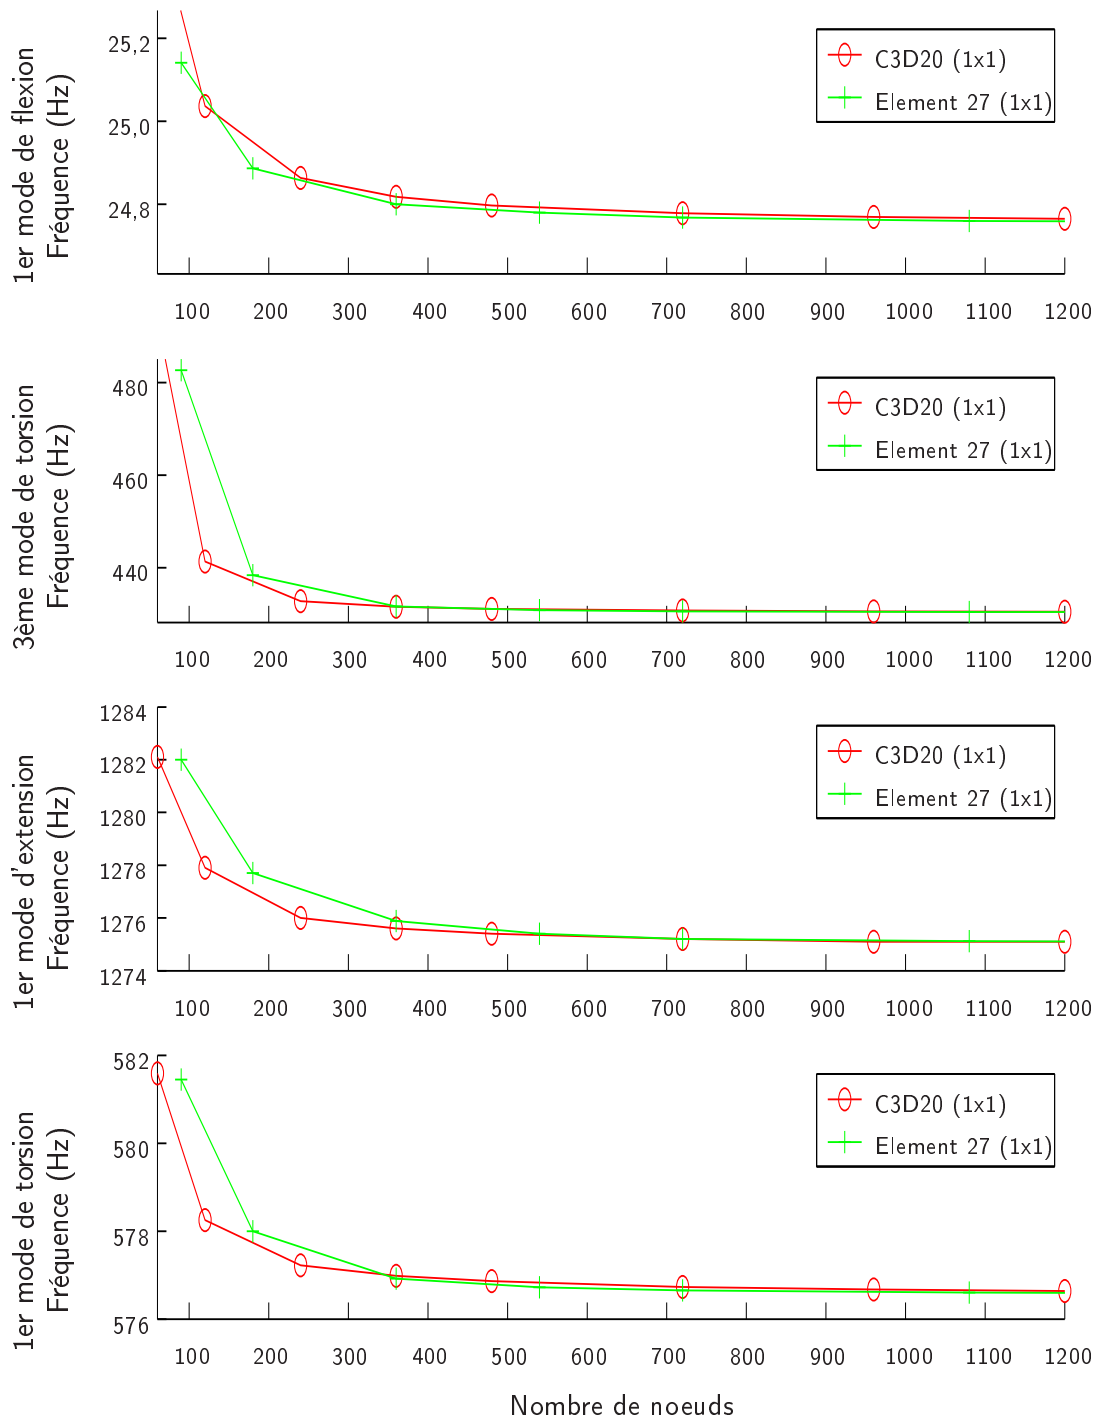 1er mode de flexion
Fréquence (Hz)
25,2
25,0
24,8
C3D20 (1x1)
Element 27 (1x1)
100 200 300 400 500 600 700 800 900 1000 1100 1200
3ème mode de torsion
Fréquence (Hz)
480
460
440
C3D20 (1x1)
Element 27 (1x1)
100 200 300 400 500 600 700 800 900 1000 1100 1200
1er mode d'extension
Fréquence (Hz)
1284
1282
1280
1278
1276
1274
C3D20 (1x1)
Element 27 (1x1)
100 200 300 400 500 600 700 800 900 1000 1100 1200
1er mode de torsion
Fréquence (Hz)
582
580
578
576
C3D20 (1x1)
Element 27 (1x1)
100 200 300 400 500 600 700 800 900 1000 1100 1200
Nombre de noeuds